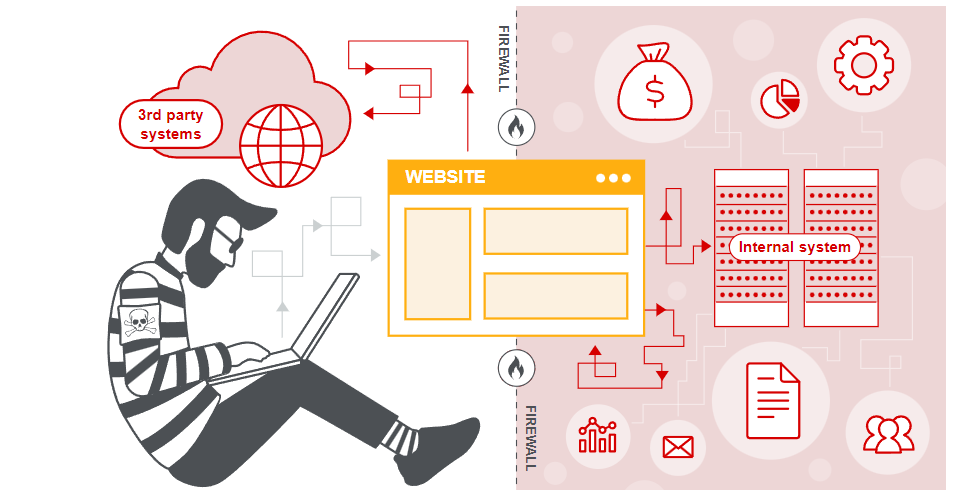 3rd party
systems
FIREWALL
WEBSITE
$
Internal system
FIREWALL